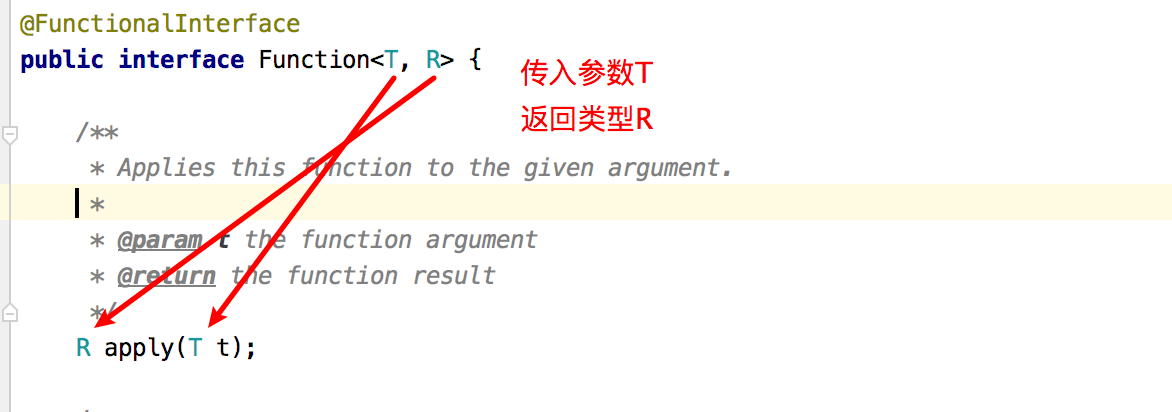 @FunctionalInterface
public interface Function<T, R> {
传入参数T
返回类型R
/**
* Applies this function to the given argument.
*
* @param t the function argument
* @return the function result
*/
R apply(T t);